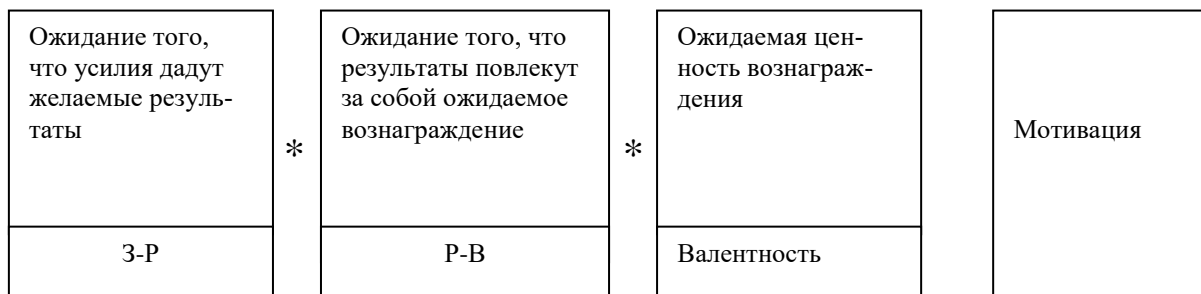 Ожидание того,
что усилия дадут
желаемые резуль-
таты
*
Ожидание того, что
результаты повлекут
за собой ожидаемое
вознаграждение
*
Ожидаемая цен-
ность вознаграж-
дения
Мотивация
З-Р
Р-В
Валентность